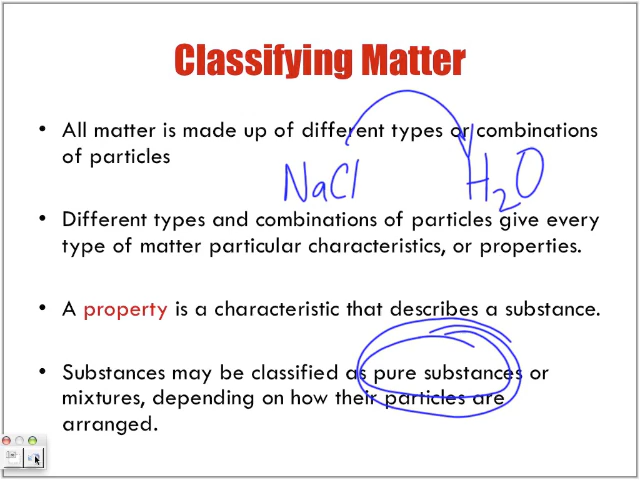 Classifying Matter
• All matter is made up of different types or combinations
of particles
NaCl H₂O
• Different types and combinations of particles give every
type of matter particular characteristics, or properties.
• A property is a characteristic that describes a substance.
• Substances may be classified as pure substances or
mixtures, depending on how their particles are
arranged.